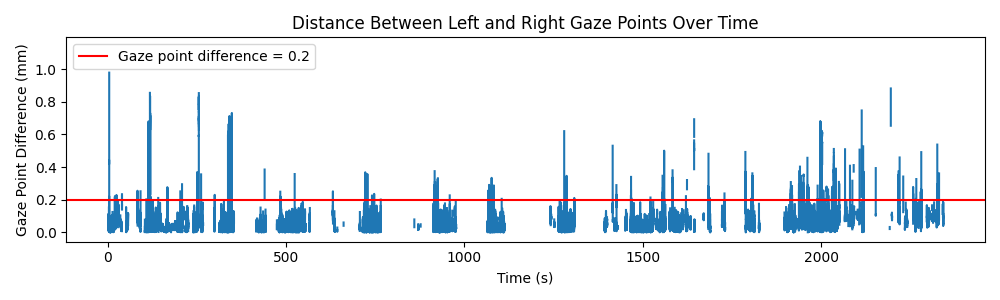 Distance Between Left and Right Gaze Points Over Time
Gaze point difference = 0.2
Gaze Point Difference (mm)
1.0
0.8
0.6
0.4
0.2
0.0
0
500
1000
1500
2000
Time (s)